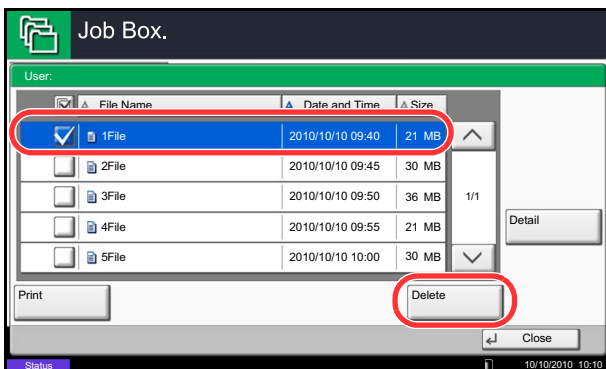 Job Box.
User:
File Name Date and Time Size
1File 2010/10/10 09:40 21 MB
2File 2010/10/10 09:45 30 MB
3File 2010/10/10 09:50 36 MB 1/1
4File 2010/10/10 09:55 21 MB Detail
5File 2010/10/10 10:00 30 MB
Print Delete
Close
Status 10/10/2010 10:10